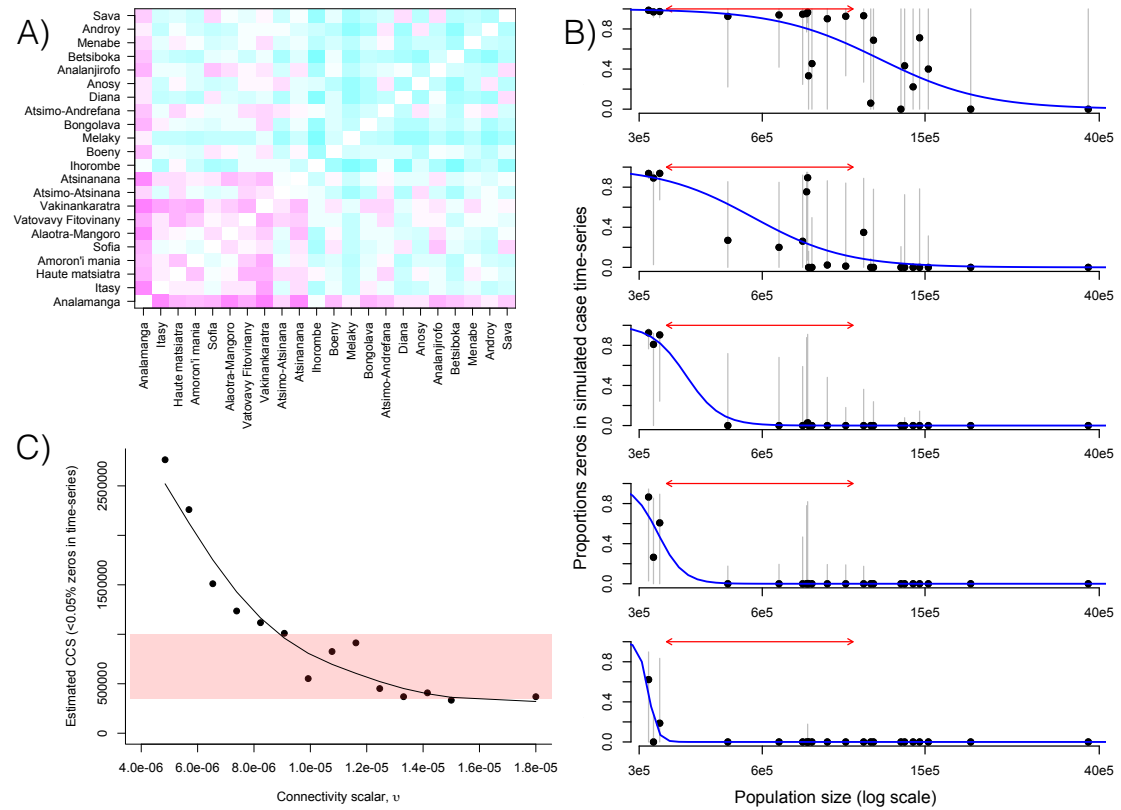 A)
Sava
Androy
Menabe
Betsiboka
Analanjirofo
Anosy
Diana
Atsimo-Andrefana
Bongolava
Melaky
Boeny
Ihorombe
Atsinanana
Atsimo-Atsinana
Vakinankaratra
Vatovavy Fitovinany
Alaotra-Mangoro
Sofia
Amoron'i mania
Haute matsiatra
Itasy
Analamanga
Analamanga
Itasy
Haute matsiatra
Amoron'i mania
Sofia
Alaotra-Mangoro
Vatovavy Fitovinany
Vakinankaratra
Atsimo-Atsinana
Atsinanana
Ihorombe
Boeny
Melaky
Bongolava
Atsimo-Andrefana
Diana
Anosy
Analanjirofo
Betsiboka
Menabe
Androy
Sava
B)
Proportions zeros in simulated case time-series
0.0 0.4 0.8
3e5 6e5 15e5 40e5
0.0 0.4 0.8
3e5 6e5 15e5 40e5
0.0 0.4 0.8
3e5 6e5 15e5 40e5
0.0 0.4 0.8
3e5 6e5 15e5 40e5
0.0 0.4 0.8
3e5 6e5 15e5 40e5
Population size (log scale)
C)
Estimated CCS (<0.05% zeros in time-series)
0 500000 1500000 2500000
4.0e-06 6.0e-06 8.0e-06 1.0e-05 1.2e-05 1.4e-05 1.6e-05 1.8e-05
Connectivity scalar, υ